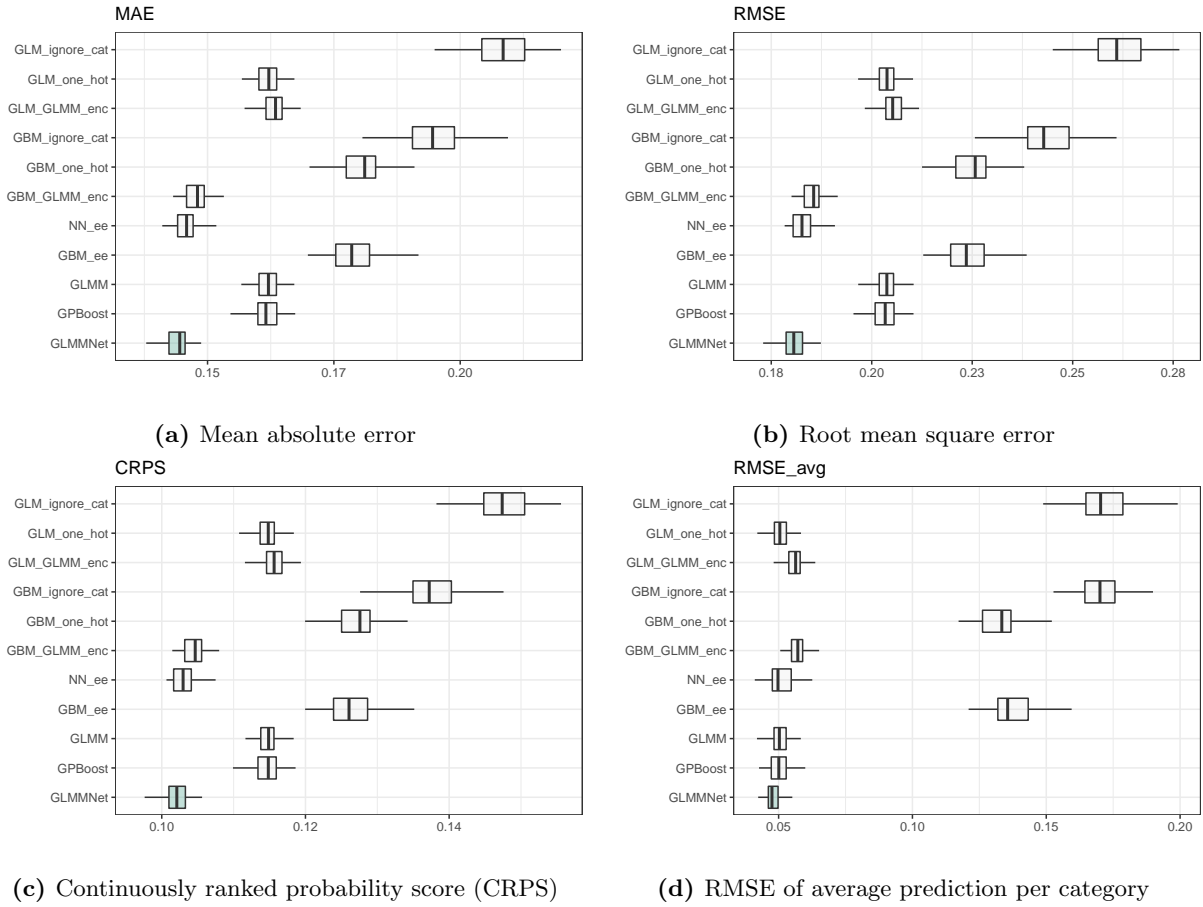 MAE
GLM_ignore_cat
GLM_one_hot
GLM_GLMM_enc
GBM_ignore_cat
GBM_one_hot
GBM_GLMM_enc
NN_ee
GBM_ee
GLMM
GPBoost
GLMMNet
0.15 0.17 0.20
(a) Mean absolute error
RMSE
GLM_ignore_cat
GLM_one_hot
GLM_GLMM_enc
GBM_ignore_cat
GBM_one_hot
GBM_GLMM_enc
NN_ee
GBM_ee
GLMM
GPBoost
GLMMNet
0.18 0.20 0.23 0.25 0.28
(b) Root mean square error
CRPS
GLM_ignore_cat
GLM_one_hot
GLM_GLMM_enc
GBM_ignore_cat
GBM_one_hot
GBM_GLMM_enc
NN_ee
GBM_ee
GLMM
GPBoost
GLMMNet
0.10 0.12 0.14
(c) Continuously ranked probability score (CRPS)
RMSE_avg
GLM_ignore_cat
GLM_one_hot
GLM_GLMM_enc
GBM_ignore_cat
GBM_one_hot
GBM_GLMM_enc
NN_ee
GBM_ee
GLMM
GPBoost
GLMMNet
0.05 0.10 0.15 0.20
(d) RMSE of average prediction per category